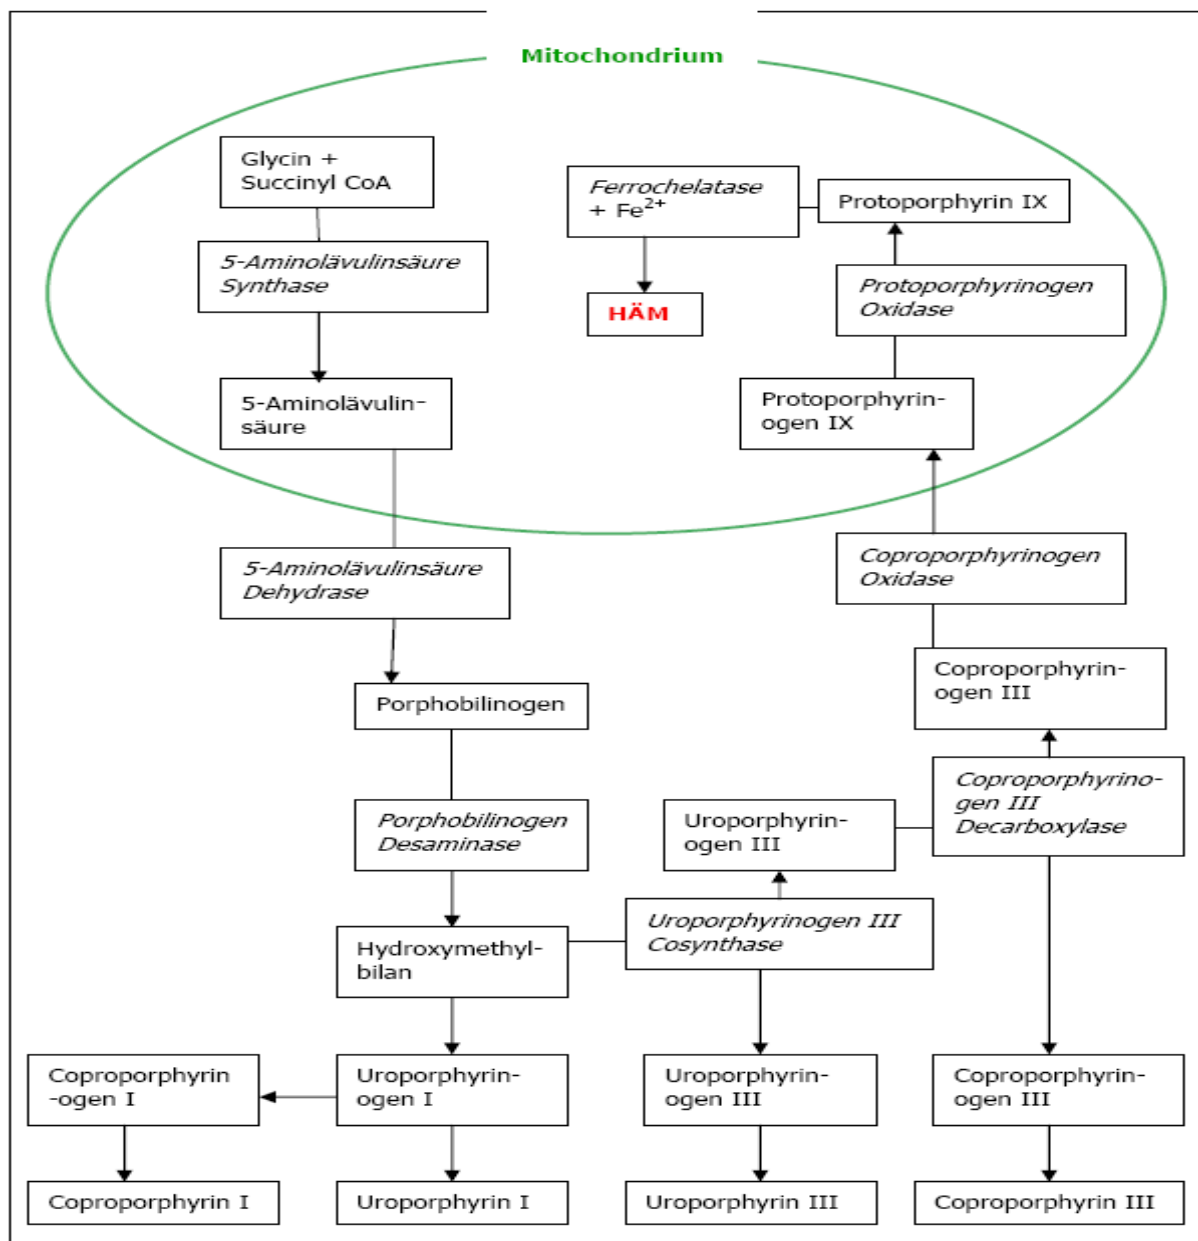 Mitochondrium
Glycin +
Succinyl CoA
5-Aminolävulinsäure
Synthase
5-Aminolävulin-
säure
Ferrochelatase
+ Fe²⁺
HÄM
Protoporphyrin IX
Protoporphyrinogen
Oxidase
Protoporphyrin-
ogen IX
5-Aminolävulinsäure
Dehydrase
Coproporphyrinogen
Oxidase
Porphobilinogen
Coproporphyrin-
ogen III
Porphobilinogen
Desaminase
Uroporphyrin-
ogen III
Coproporphyrino-
gen III
Decarboxylase
Hydroxymethyl-
bilan
Uroporphyrinogen III
Cosynthase
Coproporphyrin
-ogen I
Uroporphyrin-
ogen I
Uroporphyrin-
ogen III
Coproporphyrin-
ogen III
Coproporphyrin I
Uroporphyrin I
Uroporphyrin III
Coproporphyrin III